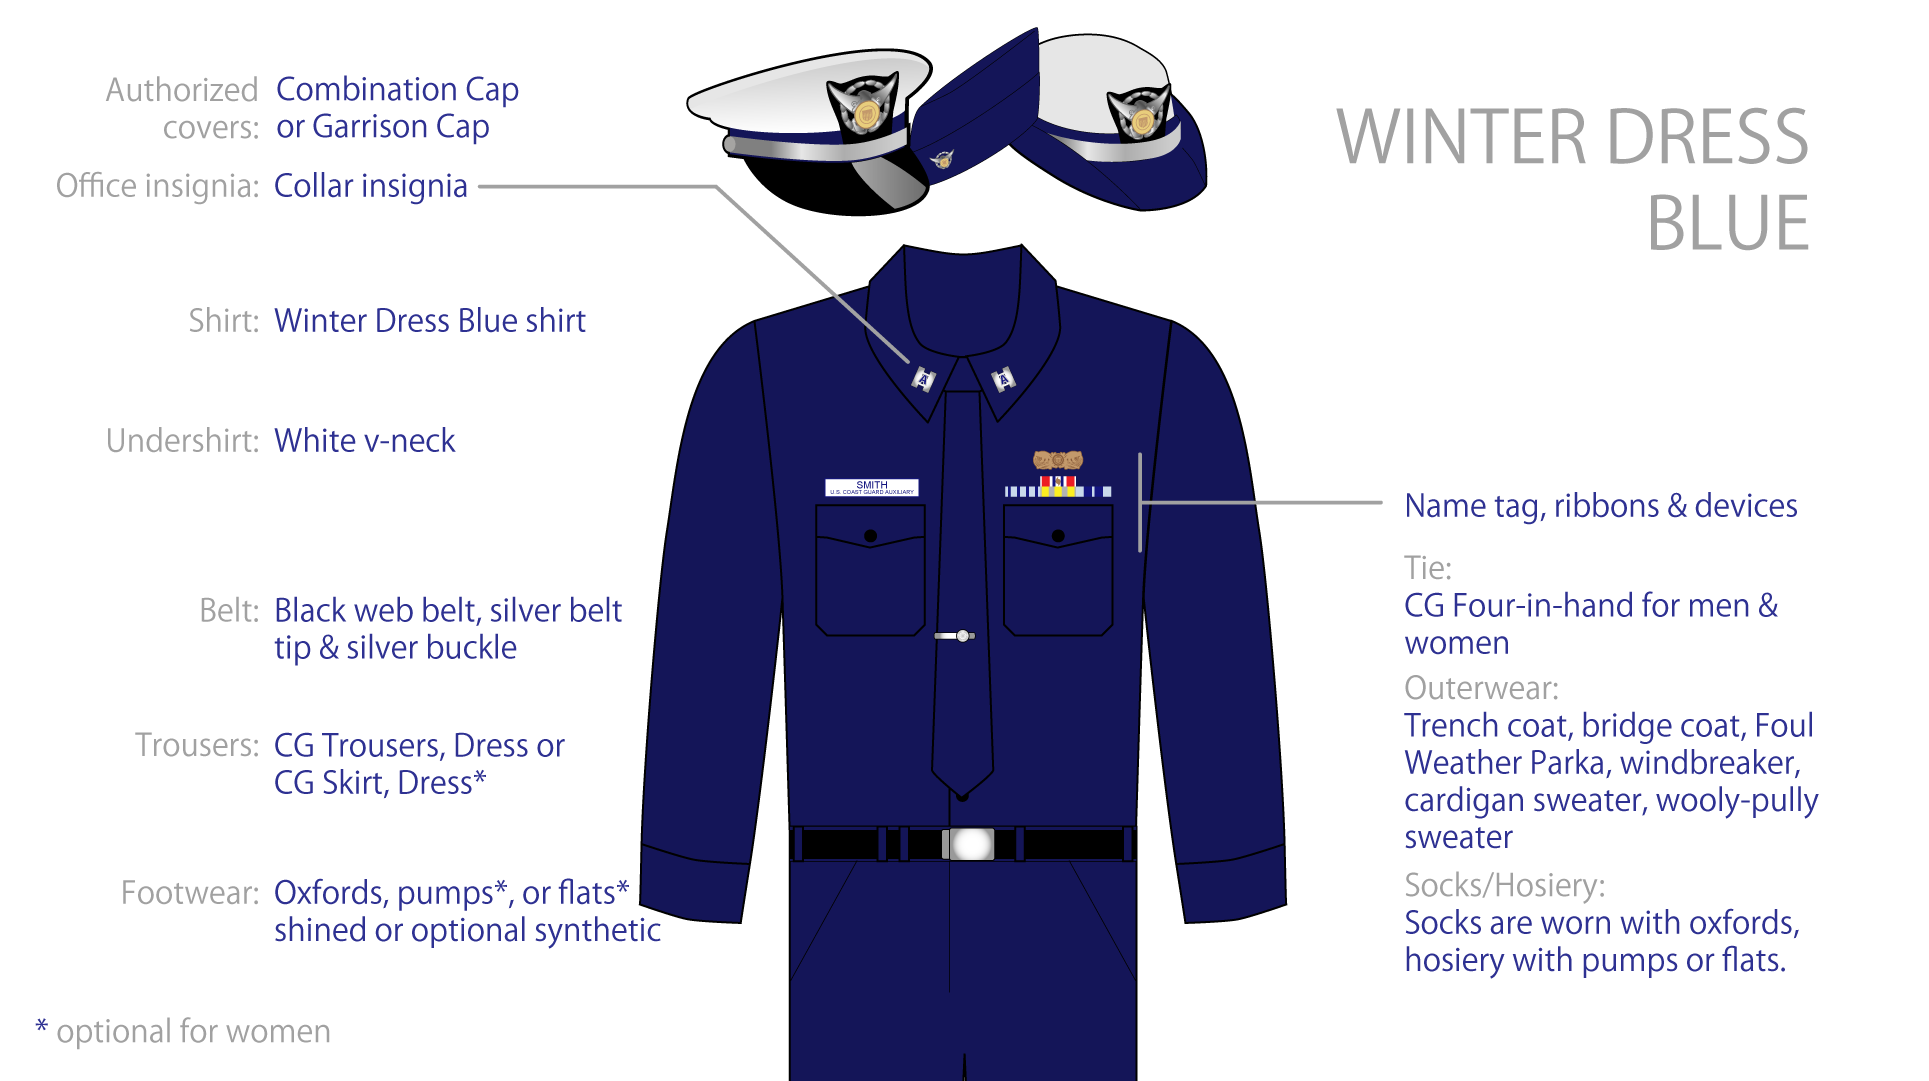 WINTER DRESS
BLUE
Authorized
covers:
Combination Cap
or Garrison Cap
Office insignia: Collar insignia
Shirt: Winter Dress Blue shirt
Undershirt: White v-neck
Belt: Black web belt, silver belt
tip & silver buckle
Trousers: CG Trousers, Dress or
CG Skirt, Dress*
Footwear: Oxfords, pumps*, or flats*
shined or optional synthetic
* optional for women
A
A
SMITH
U.S. COAST GUARD AUXILIARY
Name tag, ribbons & devices
Tie:
CG Four-in-hand for men &
women
Outerwear:
Trench coat, bridge coat, Foul
Weather Parka, windbreaker,
cardigan sweater, wooly-pully
sweater
Socks/Hosiery:
Socks are worn with oxfords,
hosiery with pumps or flats.